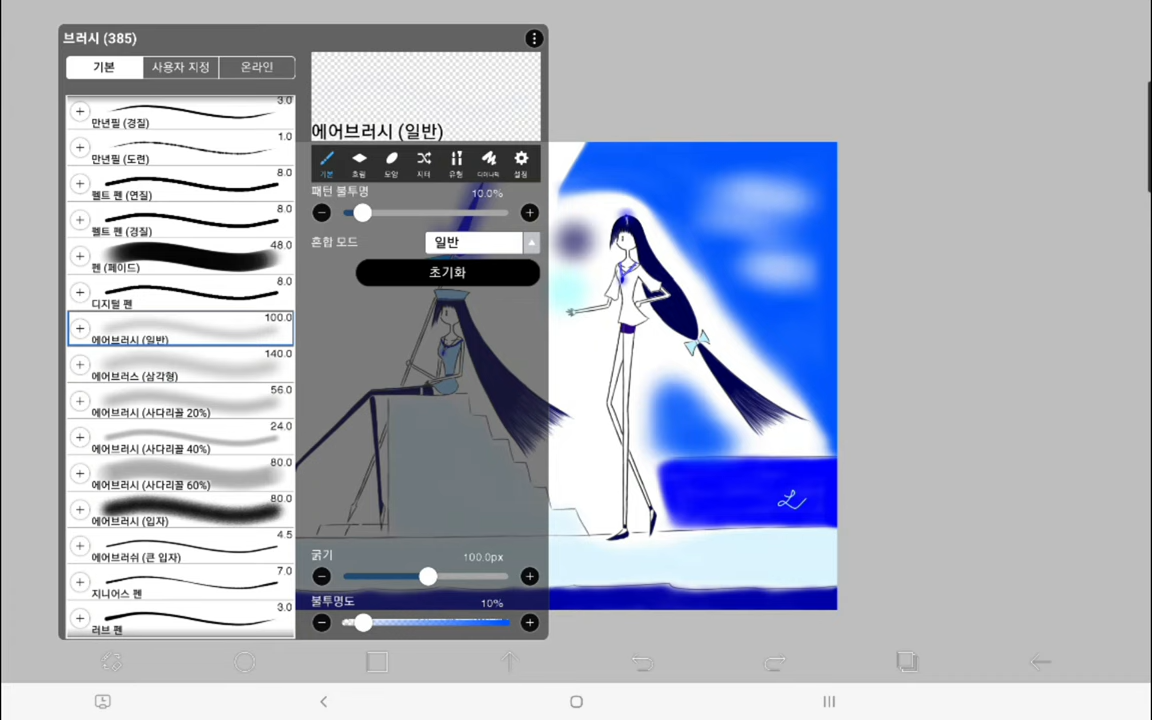 브러시 (385)
기본
사용자 지정
온라인
3.0
만년필 (경질)
1.0
만년필 (도련)
8.0
펠트 펜 (연질)
8.0
펠트 펜 (경질)
48.0
펜 (페이드)
8.0
디지털 펜
100.0
에어브러시 (일반)
140.0
에어브러스 (삼각형)
56.0
에어브러시 (사다리꼴 20%)
24.0
에어브러시 (사다리꼴 40%)
80.0
에어브러시 (사다리꼴 60%)
80.0
에어브러시 (입자)
4.5
에어브러쉬 (큰 입자)
7.0
지니어스 펜
3.0
러브 펜
에어브러시 (일반)
기본
흐림
모양
지터
유형
다이나믹
설정
패턴 불투명
10.0%
혼합 모드
일반
초기화
굵기
100.0px
불투명도
10%
L